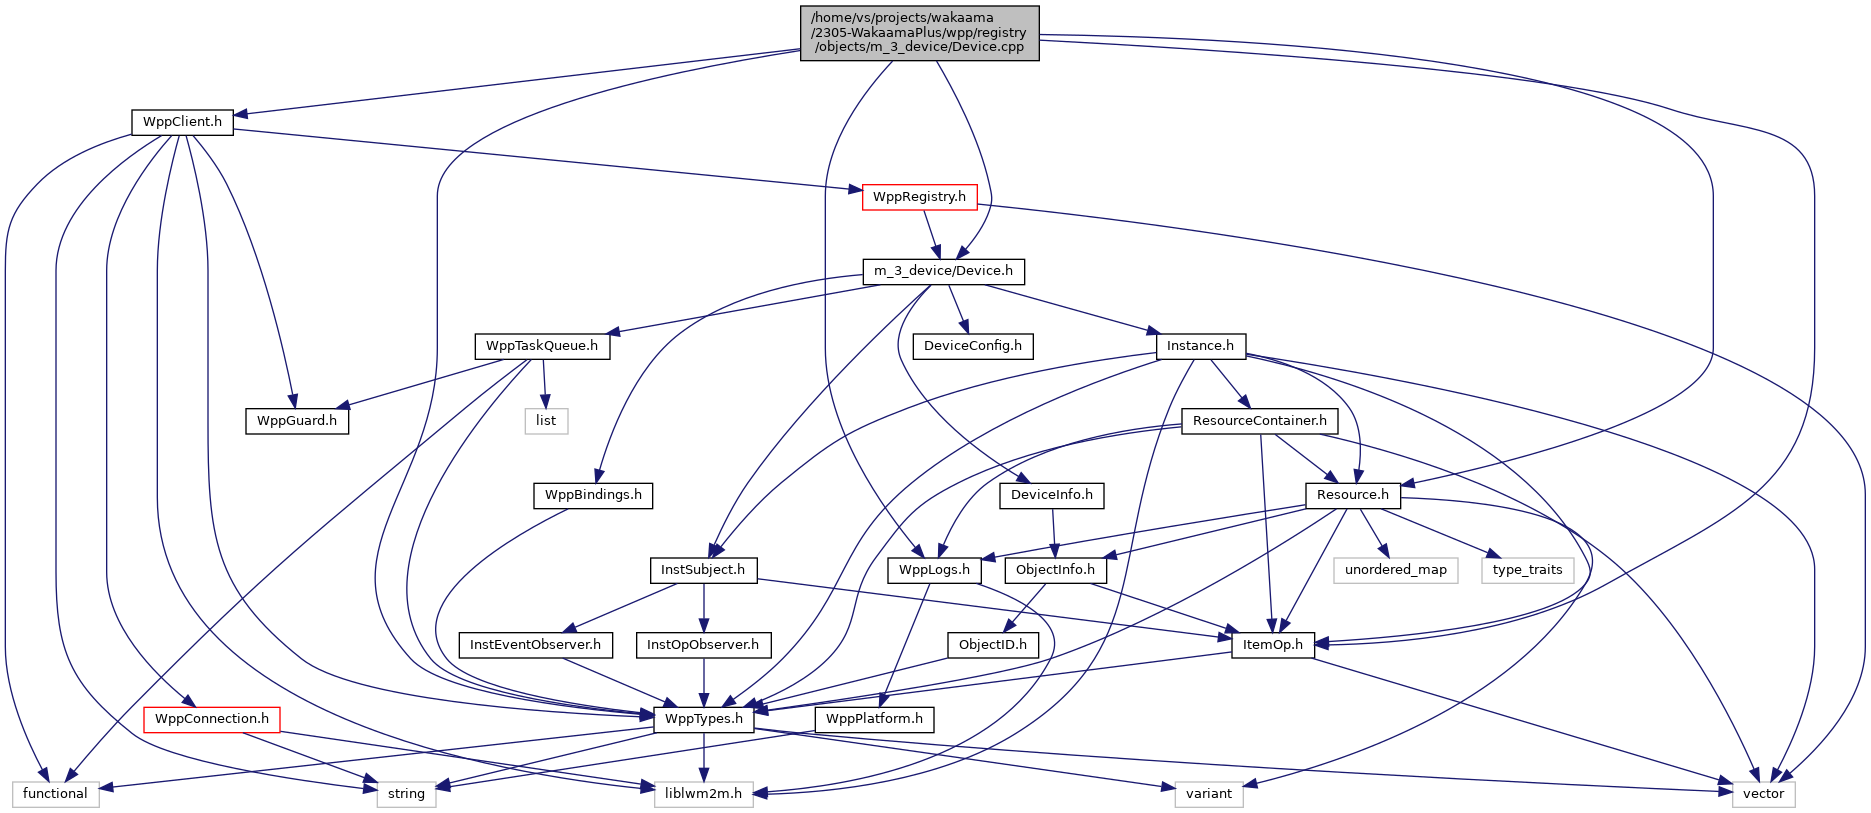 /home/vs/projects/wakaama
/2305-WakaamaPlus/wpp/registry
/objects/m_3_device/Device.cpp
WppClient.h
WppRegistry.h
m_3_device/Device.h
WppTaskQueue.h
DeviceConfig.h
Instance.h
WppGuard.h
list
ResourceContainer.h
WppBindings.h
DeviceInfo.h
Resource.h
InstSubject.h
WppLogs.h
ObjectInfo.h
unordered_map
type_traits
InstEventObserver.h
InstOpObserver.h
ObjectID.h
ItemOp.h
WppConnection.h
WppTypes.h
WppPlatform.h
functional
string
liblwm2m.h
variant
vector